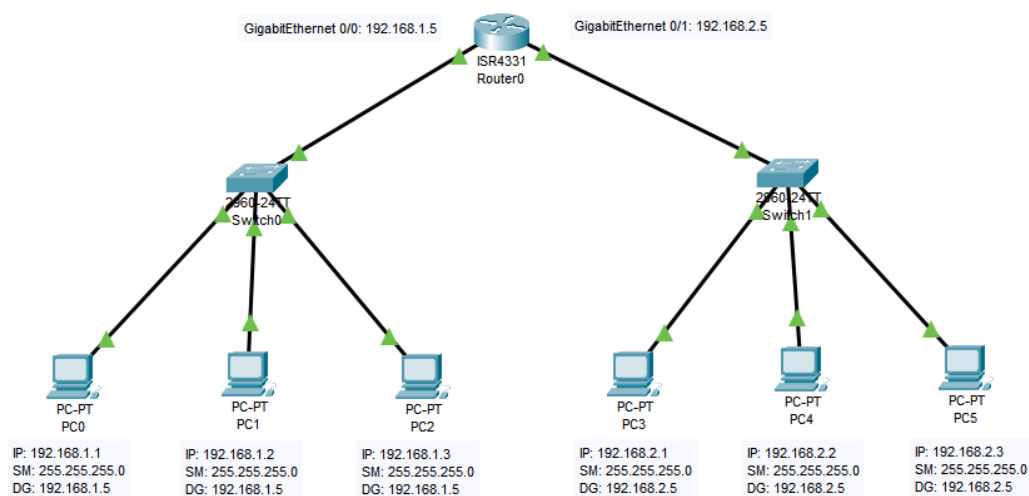 GigabitEthernet 0/0: 192.168.1.5
GigabitEthernet 0/1: 192.168.2.5
ISR4331
Router0
2960-24TT
Switch0
2960-24TT
Switch1
PC-PT
PC0
PC-PT
PC1
PC-PT
PC2
PC-PT
PC3
PC-PT
PC4
PC-PT
PC5
IP: 192.168.1.1
SM: 255.255.255.0
DG: 192.168.1.5
IP: 192.168.1.2
SM: 255.255.255.0
DG: 192.168.1.5
IP: 192.168.1.3
SM: 255.255.255.0
DG: 192.168.1.5
IP: 192.168.2.1
SM: 255.255.255.0
DG: 192.168.2.5
IP: 192.168.2.2
SM: 255.255.255.0
DG: 192.168.2.5
IP: 192.168.2.3
SM: 255.255.255.0
DG: 192.168.2.5